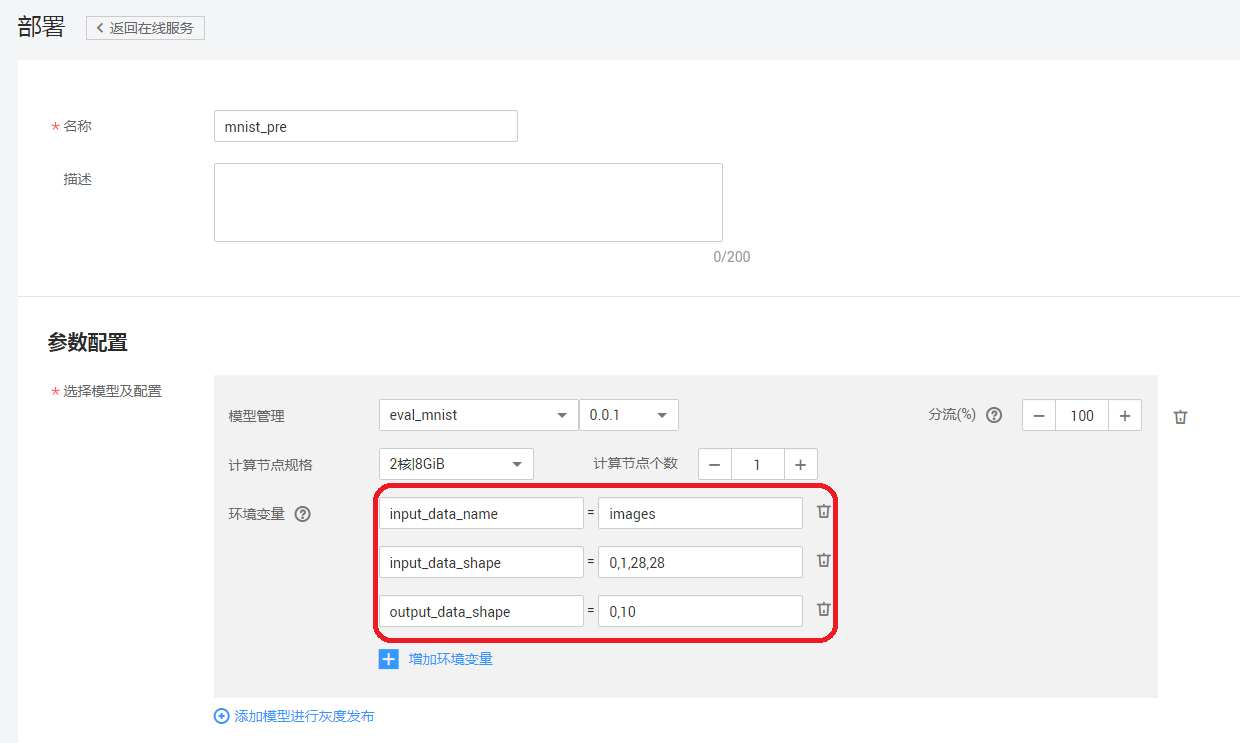 部署 返回在线服务
* 名称 mnist_pre
描述
0/200
参数配置
* 选择模型及配置
模型管理 eval_mnist 0.0.1 分流(%) ? − 100 +
计算节点规格 2核|8GiB 计算节点个数 − 1 +
环境变量 ? input_data_name = images
input_data_shape = 0,1,28,28
output_data_shape = 0,10
+ 增加环境变量
+ 添加模型进行灰度发布